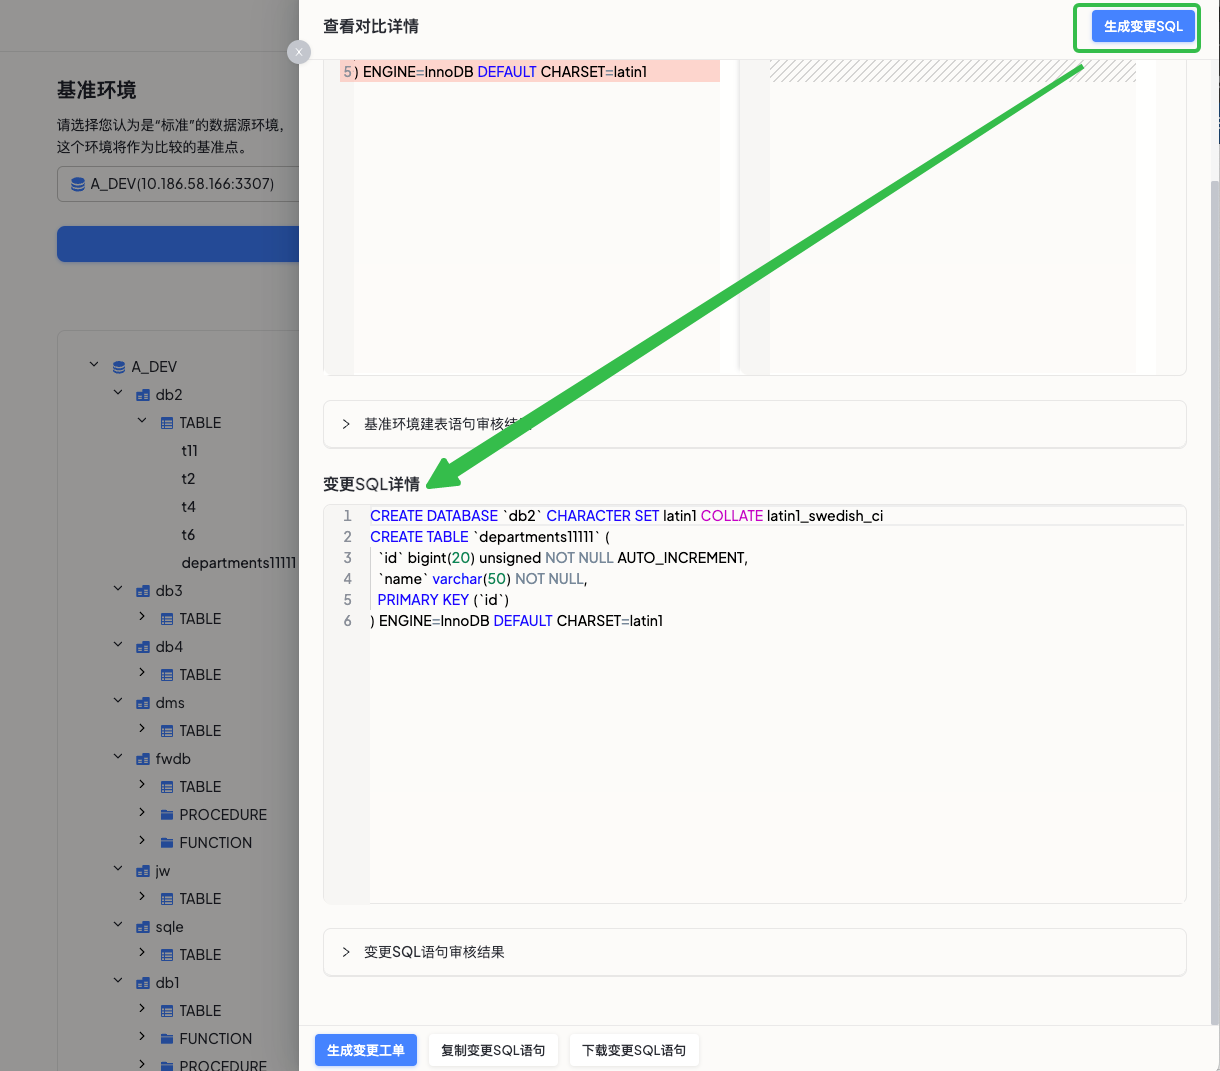 查看对比详情
生成变更SQL
x
基准环境
请选择您认为是“标准”的数据源环境，
这个环境将作为比较的基准点。
A_DEV(10.186.58.166:3307)
A_DEV
db2
TABLE
t11
t2
t4
t6
departments11111
db3
TABLE
db4
TABLE
dms
TABLE
fwdb
TABLE
PROCEDURE
FUNCTION
jw
TABLE
sqle
TABLE
db1
TABLE
FUNCTION
PROCEDURE
5 ) ENGINE=InnoDB DEFAULT CHARSET=latin1
基准环境建表语句审核结
变更SQL详情
1 CREATE DATABASE `db2` CHARACTER SET latin1 COLLATE latin1_swedish_ci
2 CREATE TABLE `departments11111` (
3 `id` bigint(20) unsigned NOT NULL AUTO_INCREMENT,
4 `name` varchar(50) NOT NULL,
5 PRIMARY KEY (`id`)
6 ) ENGINE=InnoDB DEFAULT CHARSET=latin1
变更SQL语句审核结果
生成变更工单
复制变更SQL语句
下载变更SQL语句